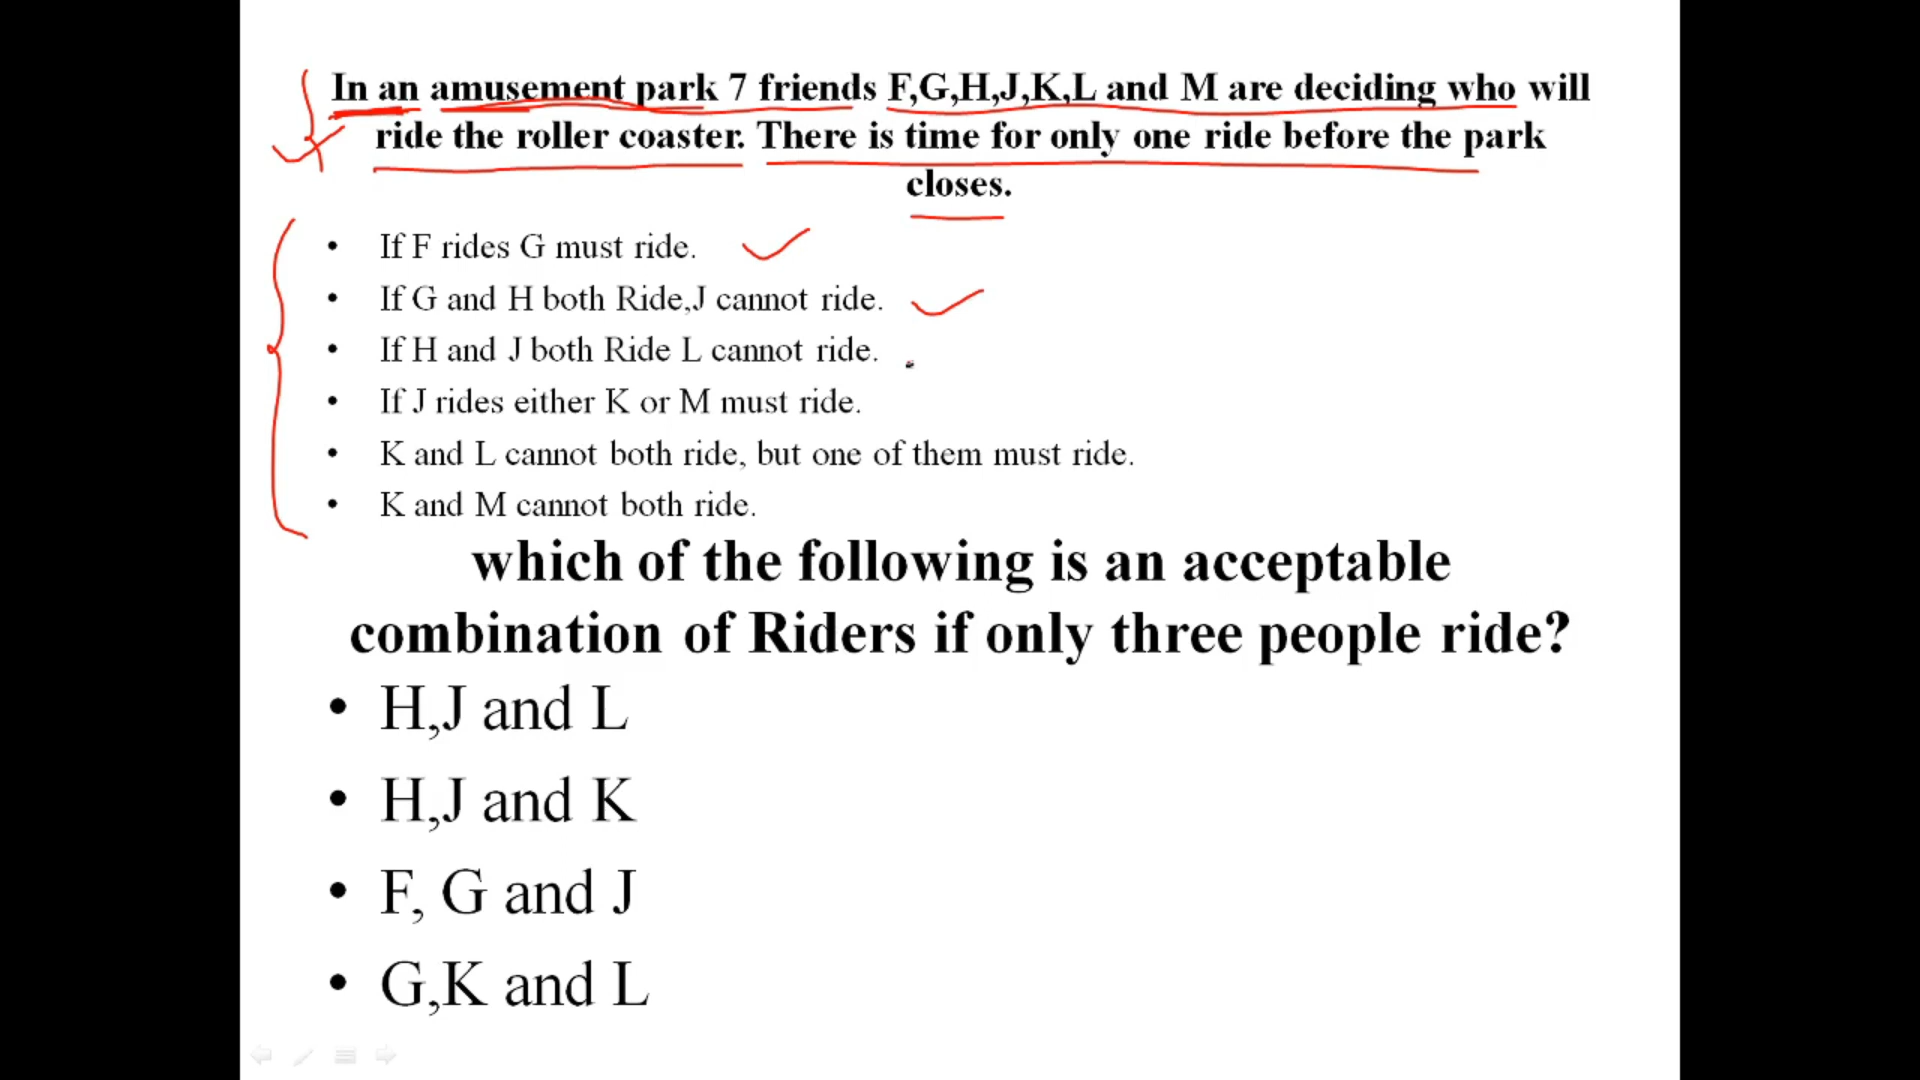 In an amusement park 7 friends F,G,H,J,K,L and M are deciding who will
ride the roller coaster. There is time for only one ride before the park
closes.
• If F rides G must ride.
• If G and H both Ride,J cannot ride.
• If H and J both Ride L cannot ride.
• If J rides either K or M must ride.
• K and L cannot both ride, but one of them must ride.
• K and M cannot both ride.
which of the following is an acceptable
combination of Riders if only three people ride?
• H,J and L
• H,J and K
• F, G and J
• G,K and L